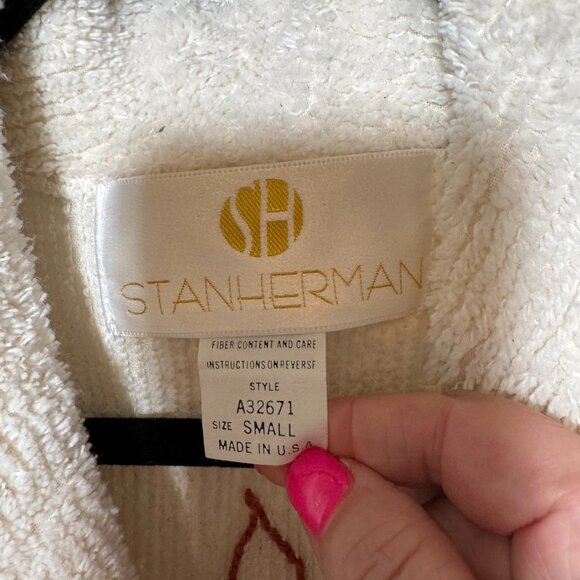 SH
STANHERMAN
FIBER CONTENT AND CARE
INSTRUCTIONS ON REVERSE
STYLE
A32671
SIZE SMALL
MADE IN U.S.A